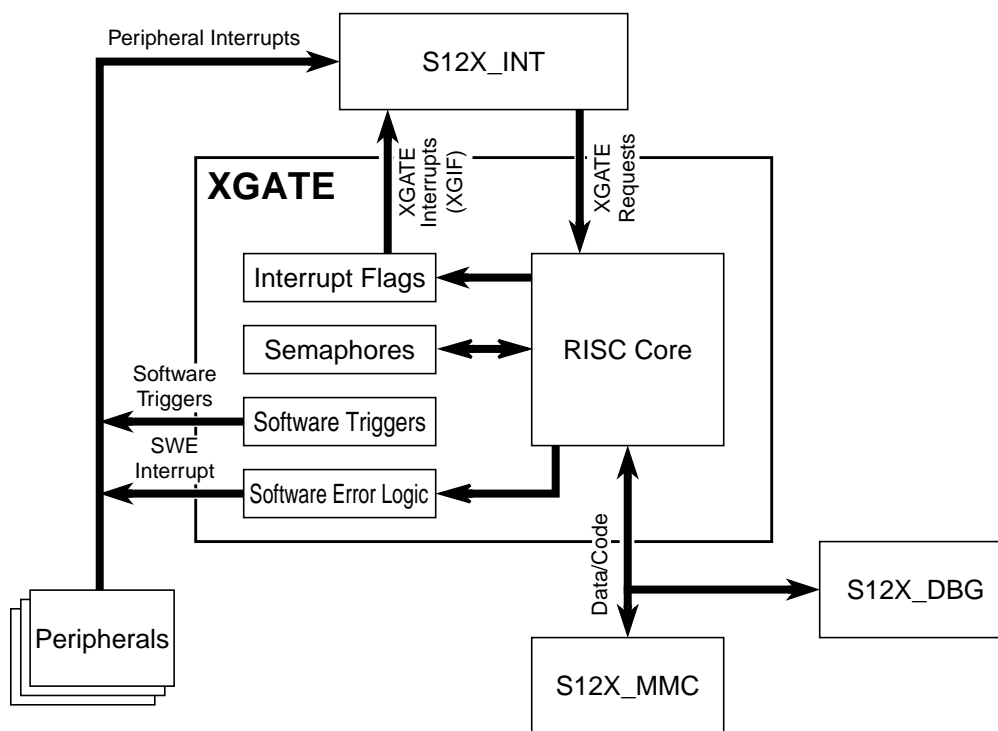 Peripheral Interrupts
S12X_INT
XGATE
Interrupts
(XGIF)
XGATE
Requests
XGATE
Interrupt Flags
Semaphores
RISC Core
Software
Triggers
Software Triggers
SWE
Interrupt
Software Error Logic
Data/Code
S12X_DBG
Peripherals
S12X_MMC